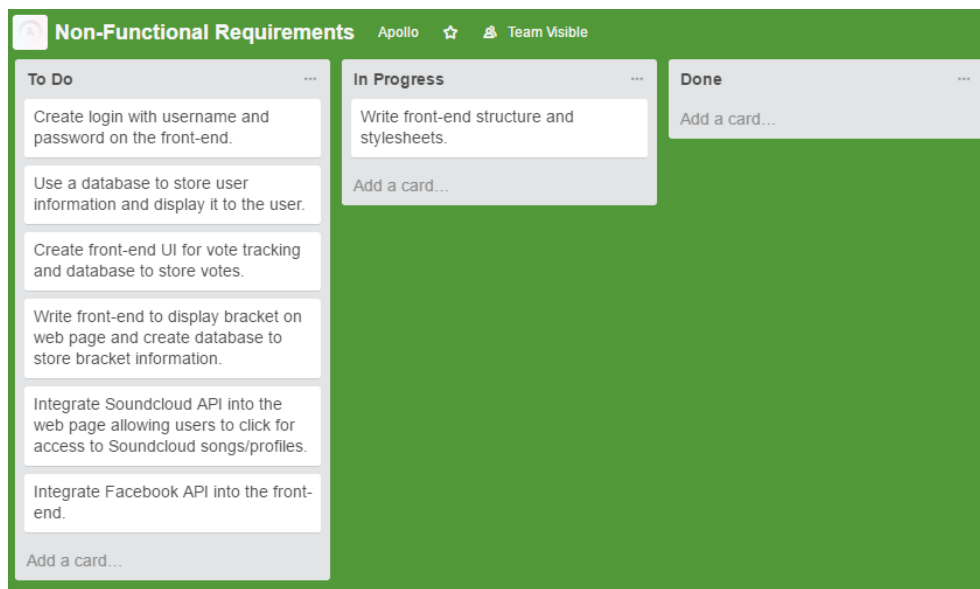 Non-Functional Requirements Apollo Team Visible
To Do
Create login with username and
password on the front-end.
Use a database to store user
information and display it to the user.
Create front-end UI for vote tracking
and database to store votes.
Write front-end to display bracket on
web page and create database to
store bracket information.
Integrate Soundcloud API into the
web page allowing users to click for
access to Soundcloud songs/profiles.
Integrate Facebook API into the front-
end.
Add a card...
In Progress
Write front-end structure and
stylesheets.
Add a card...
Done
Add a card...